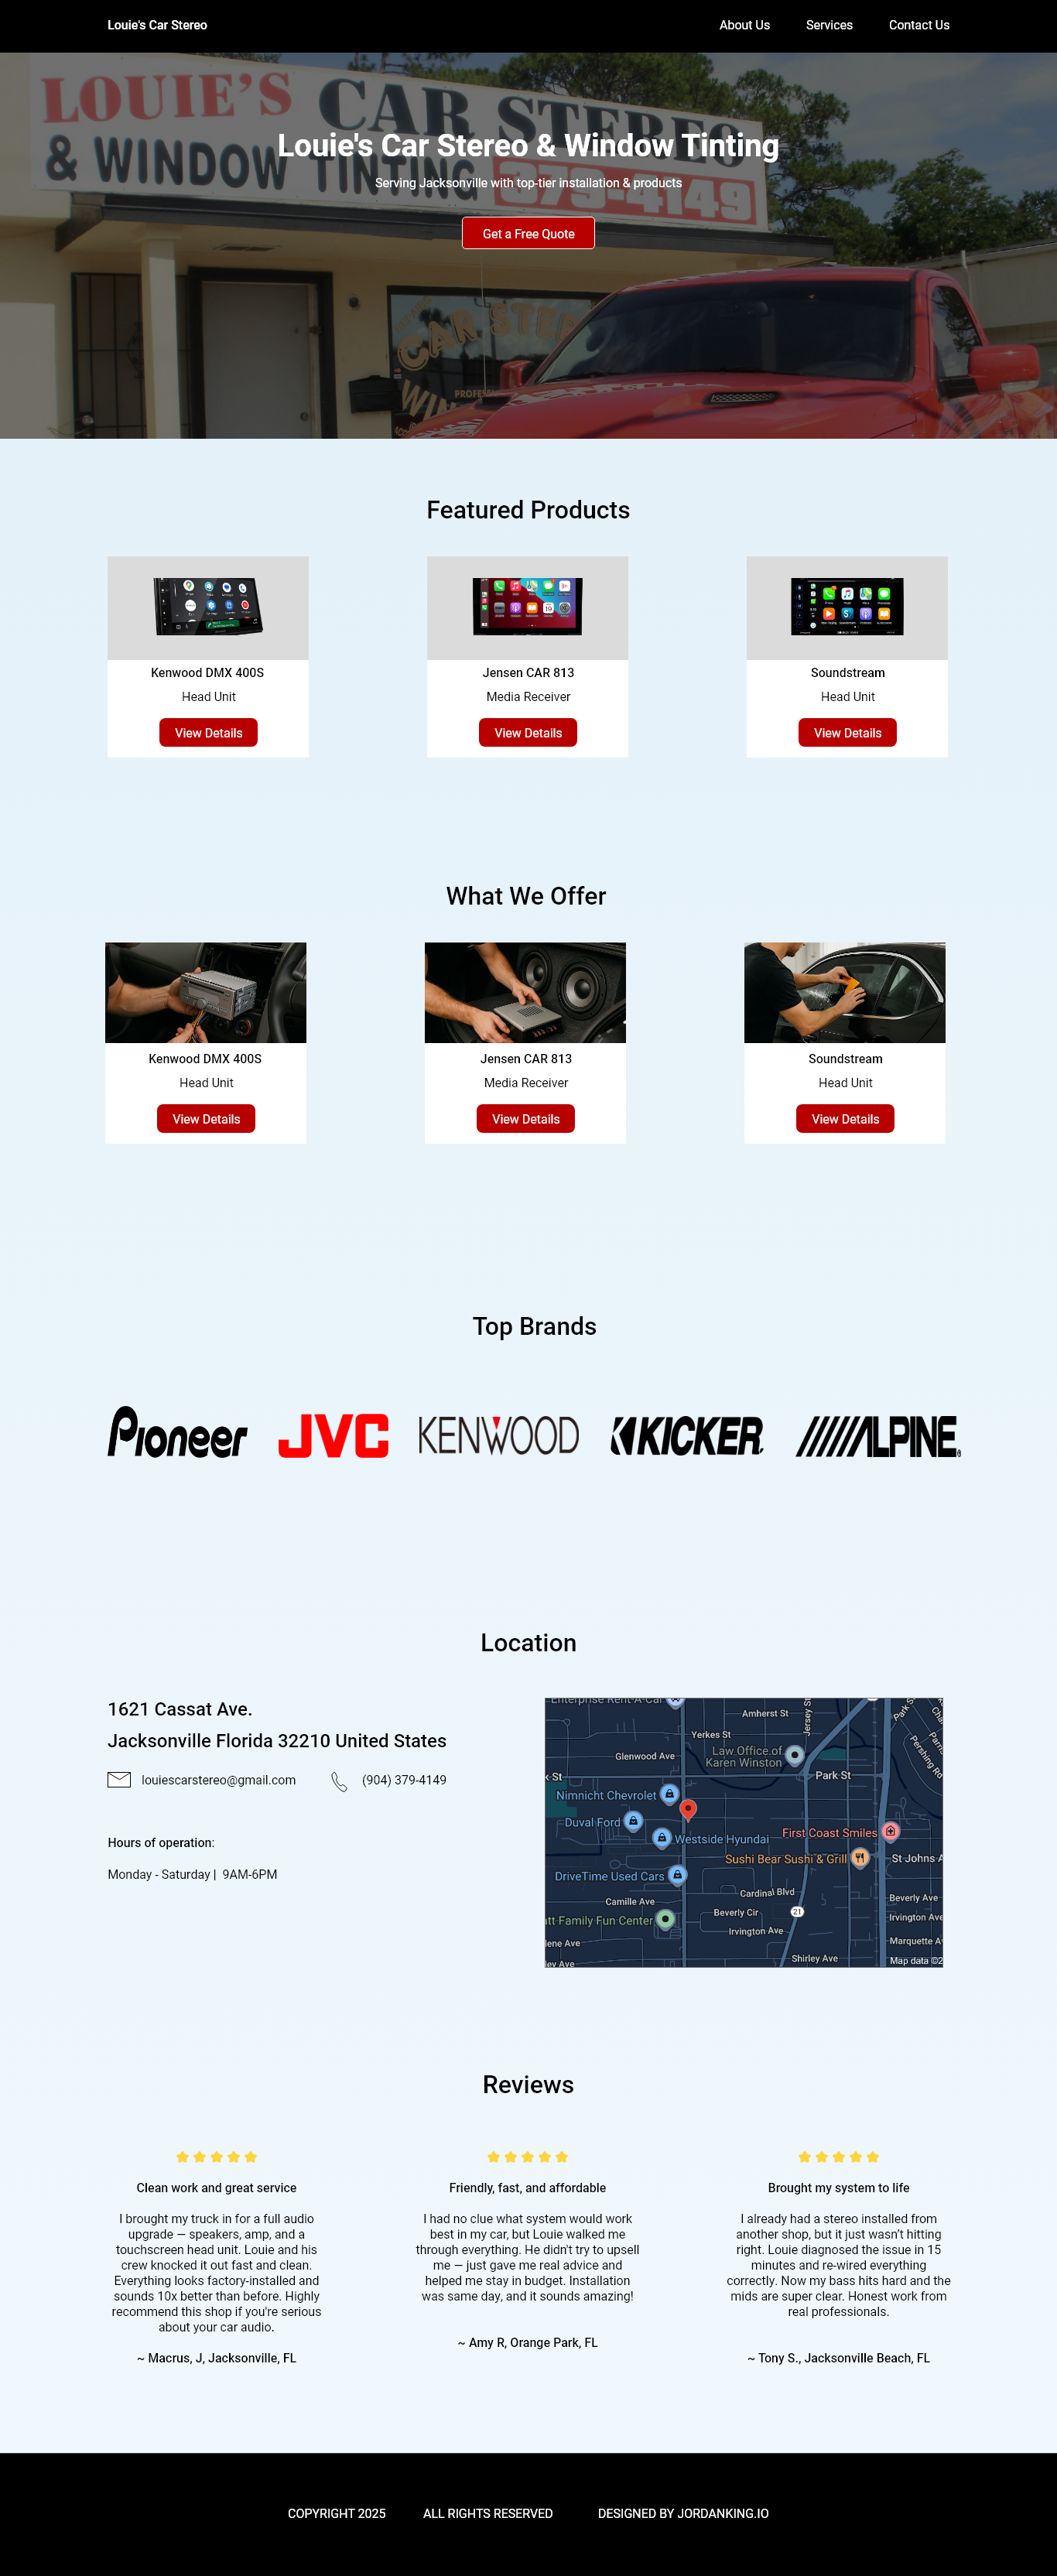 Louie's Car Stereo
About Us
Services
Contact Us
LOUIE'S CAR STEREO
& WINDOW TINTING 379-4149
Louie's Car Stereo & Window Tinting
Serving Jacksonville with top-tier installation & products
Get a Free Quote
CAR STEREO
Featured Products
Kenwood DMX 400S
Head Unit
View Details
Jensen CAR 813
Media Receiver
View Details
Soundstream
Head Unit
View Details
What We Offer
Kenwood DMX 400S
Head Unit
View Details
Jensen CAR 813
Media Receiver
View Details
Soundstream
Head Unit
View Details
Top Brands
Pioneer
JVC
KENWOOD
KICKER
ALPINE®
Location
1621 Cassat Ave.
Jacksonville Florida 32210 United States
louiescarstereo@gmail.com
(904) 379-4149
Hours of operation:
Monday - Saturday | 9AM-6PM
Enterprise Rent-A-Car
Amherst St
Jersey St
Park S
Yerkes St
Glenwood Ave
Law Office of
Karen Winston
Parri
Pershing Rd
k St
Park St
Nimnicht Chevrolet
Duval Ford
First Coast Smiles
Westside Hyundai
Sushi Bear Sushi & Grill
St Johns A
DriveTime Used Cars
Cardinal Blvd
Camille Ave
Beverly Ave
Beverly Cir
21
att Family Fun Center
Irvington Ave
Irvington Ave
lene Ave
Marquette Av
ley Ave
Shirley Ave
Map data ©2
Reviews
Clean work and great service
I brought my truck in for a full audio
upgrade — speakers, amp, and a
touchscreen head unit. Louie and his
crew knocked it out fast and clean.
Everything looks factory-installed and
sounds 10x better than before. Highly
recommend this shop if you're serious
about your car audio.
~ Macrus, J, Jacksonville, FL
Friendly, fast, and affordable
I had no clue what system would work
best in my car, but Louie walked me
through everything. He didn't try to upsell
me — just gave me real advice and
helped me stay in budget. Installation
was same day, and it sounds amazing!
~ Amy R, Orange Park, FL
Brought my system to life
I already had a stereo installed from
another shop, but it just wasn't hitting
right. Louie diagnosed the issue in 15
minutes and re-wired everything
correctly. Now my bass hits hard and the
mids are super clear. Honest work from
real professionals.
~ Tony S., Jacksonville Beach, FL
COPYRIGHT 2025
ALL RIGHTS RESERVED
DESIGNED BY JORDANKING.IO